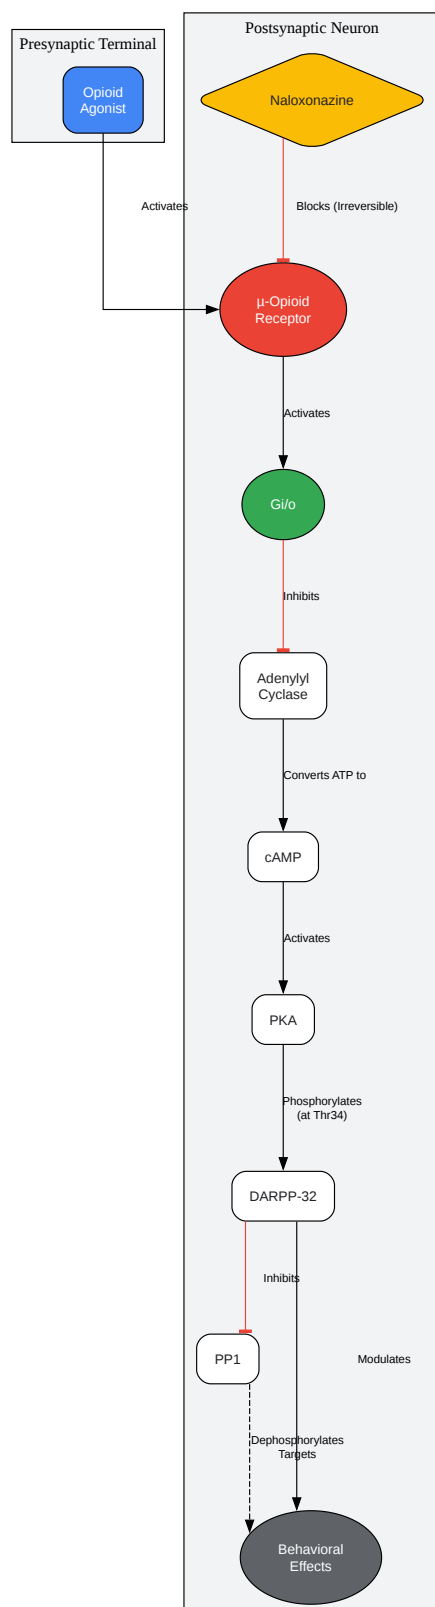 Postsynaptic Neuron
Presynaptic Terminal
Opioid
Agonist
Naloxonazine
Activates
Blocks (Irreversible)
µ-Opioid
Receptor
Activates
Gi/o
Inhibits
Adenylyl
Cyclase
Converts ATP to
cAMP
Activates
PKA
Phosphorylates
(at Thr34)
DARPP-32
Inhibits
PP1
Modulates
Dephosphorylates
Targets
Behavioral
Effects